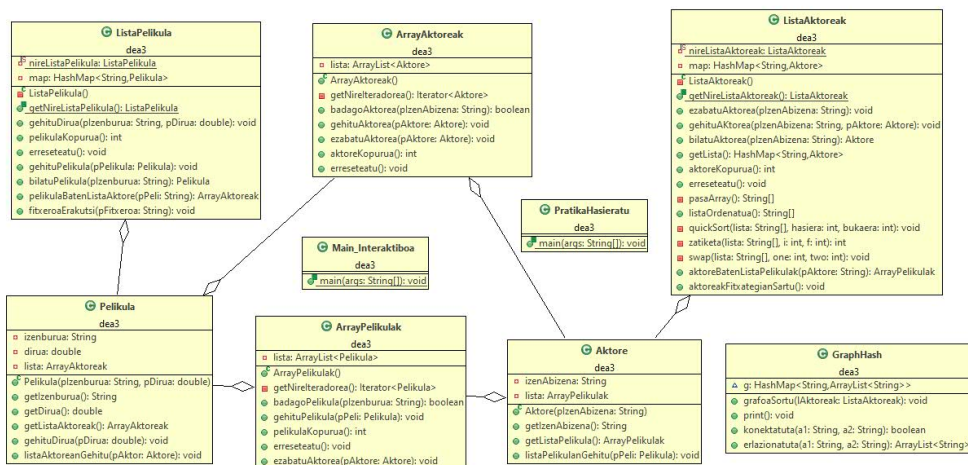 ListaPelikula
dea3
nireListaPelikula: ListaPelikula
map: HashMap<String,Pelikula>
ListaPelikula()
getNireListaPelikula(): ListaPelikula
gehituDirua(pIzenburua: String, pDirua: double): void
pelikulaKopurua(): int
erreseteatu(): void
gehituPelikula(pPelikula: Pelikula): void
bilatuPelikula(pIzenburua: String): Pelikula
pelikulaBatenListaAktore(pPeli: String): ArrayAktoreak
fitxeroaErakutsi(pFitxeroa: String): void
ArrayAktoreak
dea3
lista: ArrayList<Aktore>
ArrayAktoreak()
getNireIteradorea(): Iterator<Aktore>
badagoAktorea(pIzenAbizena: String): boolean
gehituAktorea(pAktore: Aktore): void
ezabatuAktorea(pAktore: Aktore): void
aktoreKopurua(): int
erreseteatu(): void
ListaAktoreak
dea3
nireListaAktoreak: ListaAktoreak
map: HashMap<String,Aktore>
ListaAktoreak()
getNireListaAktoreak(): ListaAktoreak
ezabatuAktorea(pIzenAbizena: String): void
gehituAKtorea(pIzenAbizena: String, pAktore: Aktore): void
bilatuAktorea(pIzenAbizena: String): Aktore
getLista(): HashMap<String,Aktore>
aktoreKopurua(): int
erreseteatu(): void
pasaArray(): String[]
listaOrdenatua(): String[]
quickSort(lista: String[], hasiera: int, bukaera: int): void
zatiketa(lista: String[], i: int, f: int): int
swap(lista: String[], one: int, two: int): void
aktoreBatenListaPelikulak(pAktore: String): ArrayPelikulak
aktoreakFitxategianSartu(): void
PratikaHasieratu
dea3
main(args: String[]): void
Main_Interaktiboa
dea3
main(args: String[]): void
Pelikula
dea3
izenburua: String
dirua: double
lista: ArrayAktoreak
Pelikula(pIzenburua: String, pDirua: double)
getIzenburua(): String
getDirua(): double
getListaAktoreak(): ArrayAktoreak
gehituDirua(pDirua: double): void
listaAktoreanGehitu(pAktor: Aktore): void
ArrayPelikulak
dea3
lista: ArrayList<Pelikula>
ArrayPelikulak()
getNireIteradorea(): Iterator<Pelikula>
badagoPelikula(pIzenburua: String): boolean
gehituPelikula(pPeli: Pelikula): void
pelikulaKopurua(): int
erreseteatu(): void
ezabatuAktorea(pAktore: Aktore): void
Aktore
dea3
izenAbizena: String
lista: ArrayPelikulak
Aktore(pIzenAbizena: String)
getIzenAbizena(): String
getListaPelikula(): ArrayPelikulak
listaPelikulanGehitu(pPeli: Pelikula): void
GraphHash
dea3
g: HashMap<String,ArrayList<String>>
grafoaSortu(lAktoreak: ListaAktoreak): void
print(): void
konektatuta(a1: String, a2: String): boolean
erlazionatuta(a1: String, a2: String): ArrayList<String>